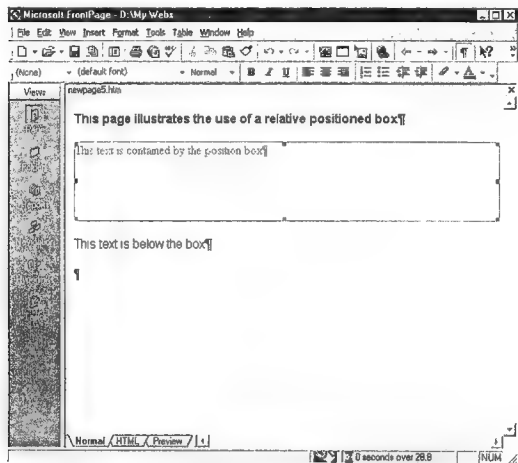 Microsoft FrontPage - D:\My Webs
File Edit View Insert Format Tools Table Window Help
(None) (default font) Normal B I U A
Views newpage5.htm
This page illustrates the use of a relative positioned box¶
This text is contained by the position box¶
This text is below the box¶
¶
Normal HTML Preview
0 seconds over 28.8 NUM